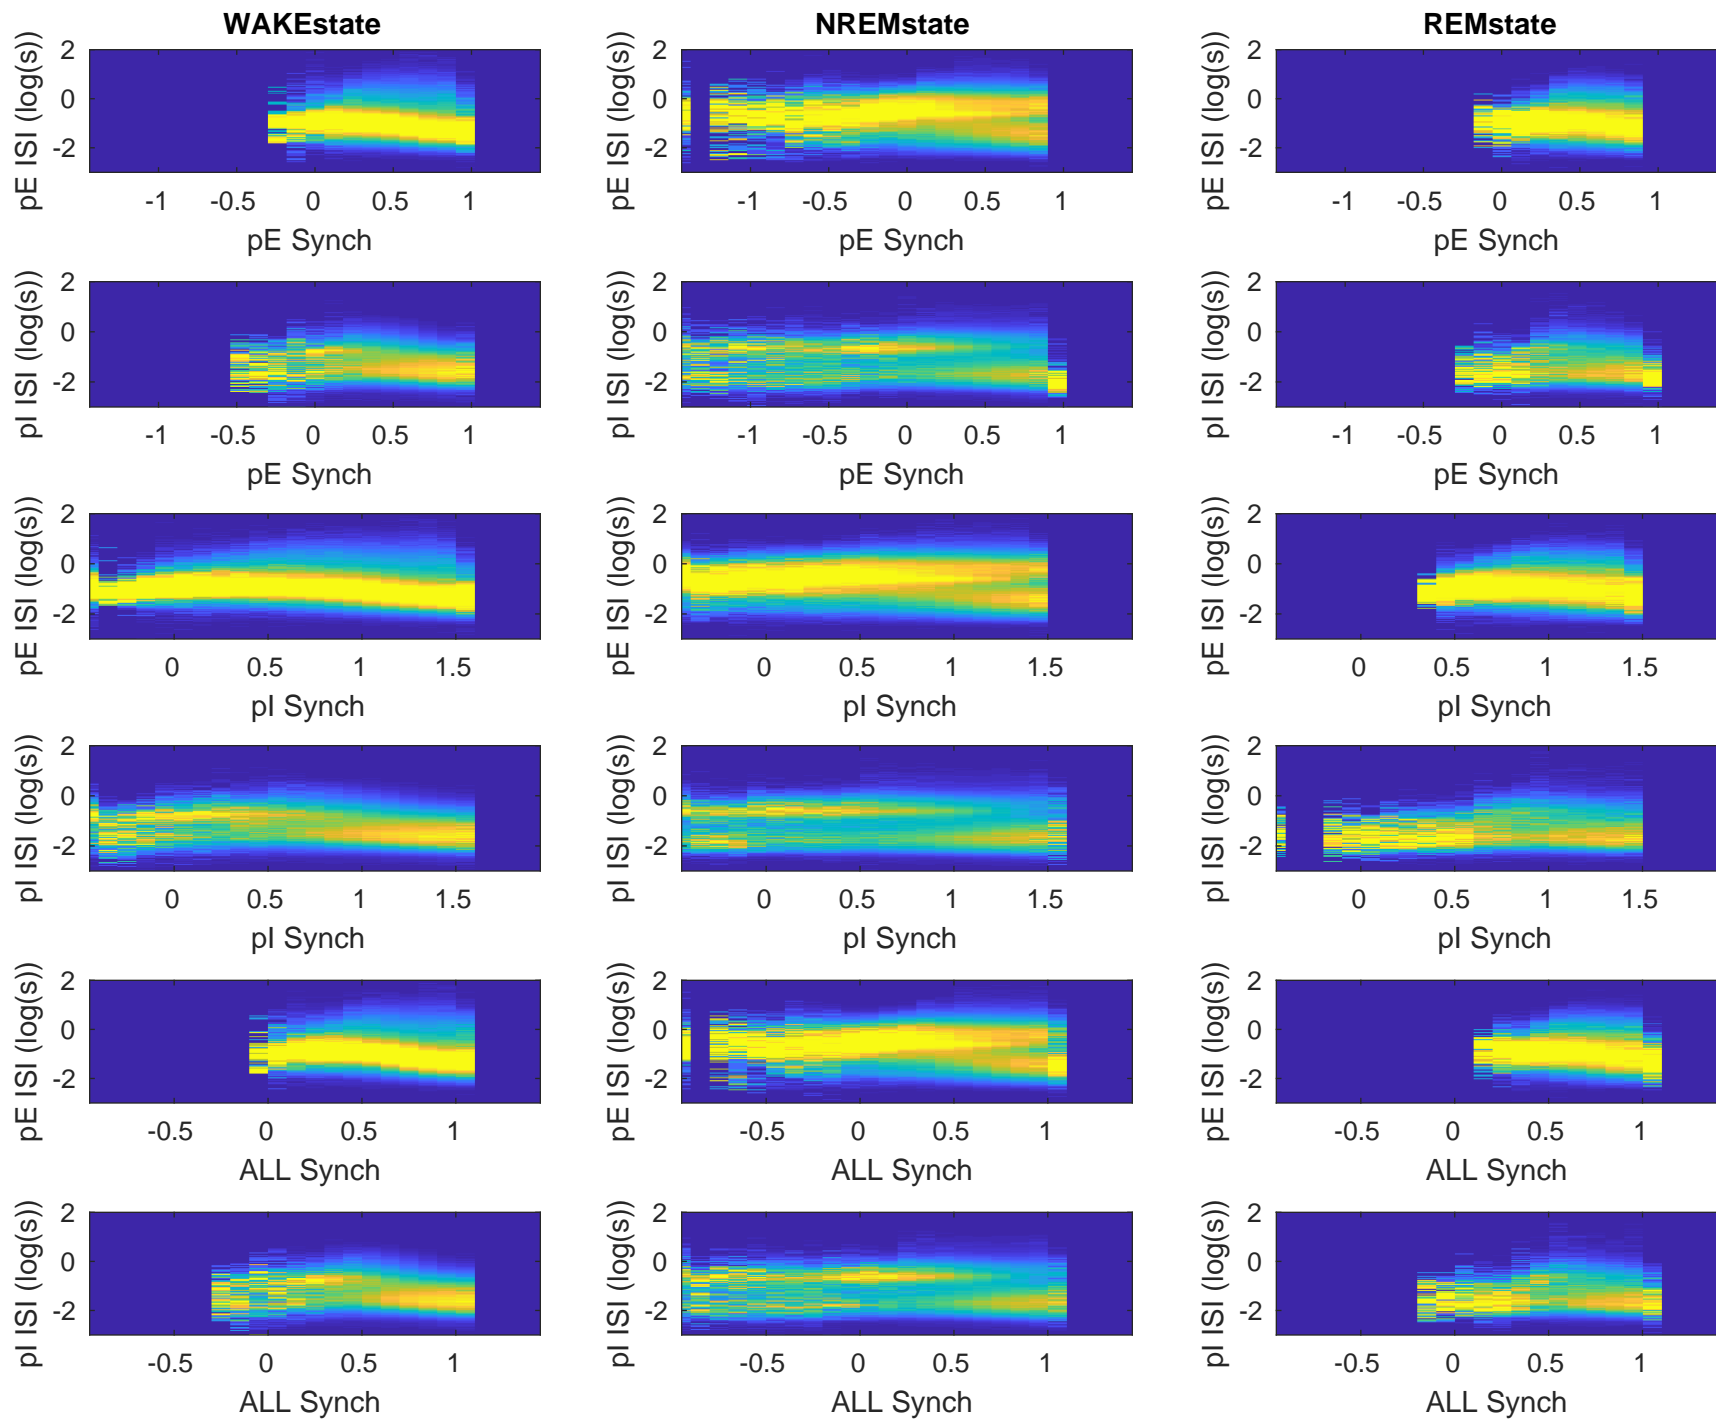 WAKEstate NREMstate REMstate
2 2 2
pE ISI (log(s)) pE ISI (log(s)) pE ISI (log(s))
0 0 0
-2 -2 -2
-1 -0.5 0 0.5 1 -1 -0.5 0 0.5 1 -1 -0.5 0 0.5 1
pE Synch pE Synch pE Synch
2 2 2
pI ISI (log(s)) pI ISI (log(s)) pI ISI (log(s))
0 0 0
-2 -2 -2
-1 -0.5 0 0.5 1 -1 -0.5 0 0.5 1 -1 -0.5 0 0.5 1
pE Synch pE Synch pE Synch
2 2 2
pE ISI (log(s)) pE ISI (log(s)) pE ISI (log(s))
0 0 0
-2 -2 -2
0 0.5 1 1.5 0 0.5 1 1.5 0 0.5 1 1.5
pI Synch pI Synch pI Synch
2 2 2
pI ISI (log(s)) pI ISI (log(s)) pI ISI (log(s))
0 0 0
-2 -2 -2
0 0.5 1 1.5 0 0.5 1 1.5 0 0.5 1 1.5
pI Synch pI Synch pI Synch
2 2 2
pE ISI (log(s)) pE ISI (log(s)) pE ISI (log(s))
0 0 0
-2 -2 -2
-0.5 0 0.5 1 -0.5 0 0.5 1 -0.5 0 0.5 1
ALL Synch ALL Synch ALL Synch
2 2 2
pI ISI (log(s)) pI ISI (log(s)) pI ISI (log(s))
0 0 0
-2 -2 -2
-0.5 0 0.5 1 -0.5 0 0.5 1 -0.5 0 0.5 1
ALL Synch ALL Synch ALL Synch